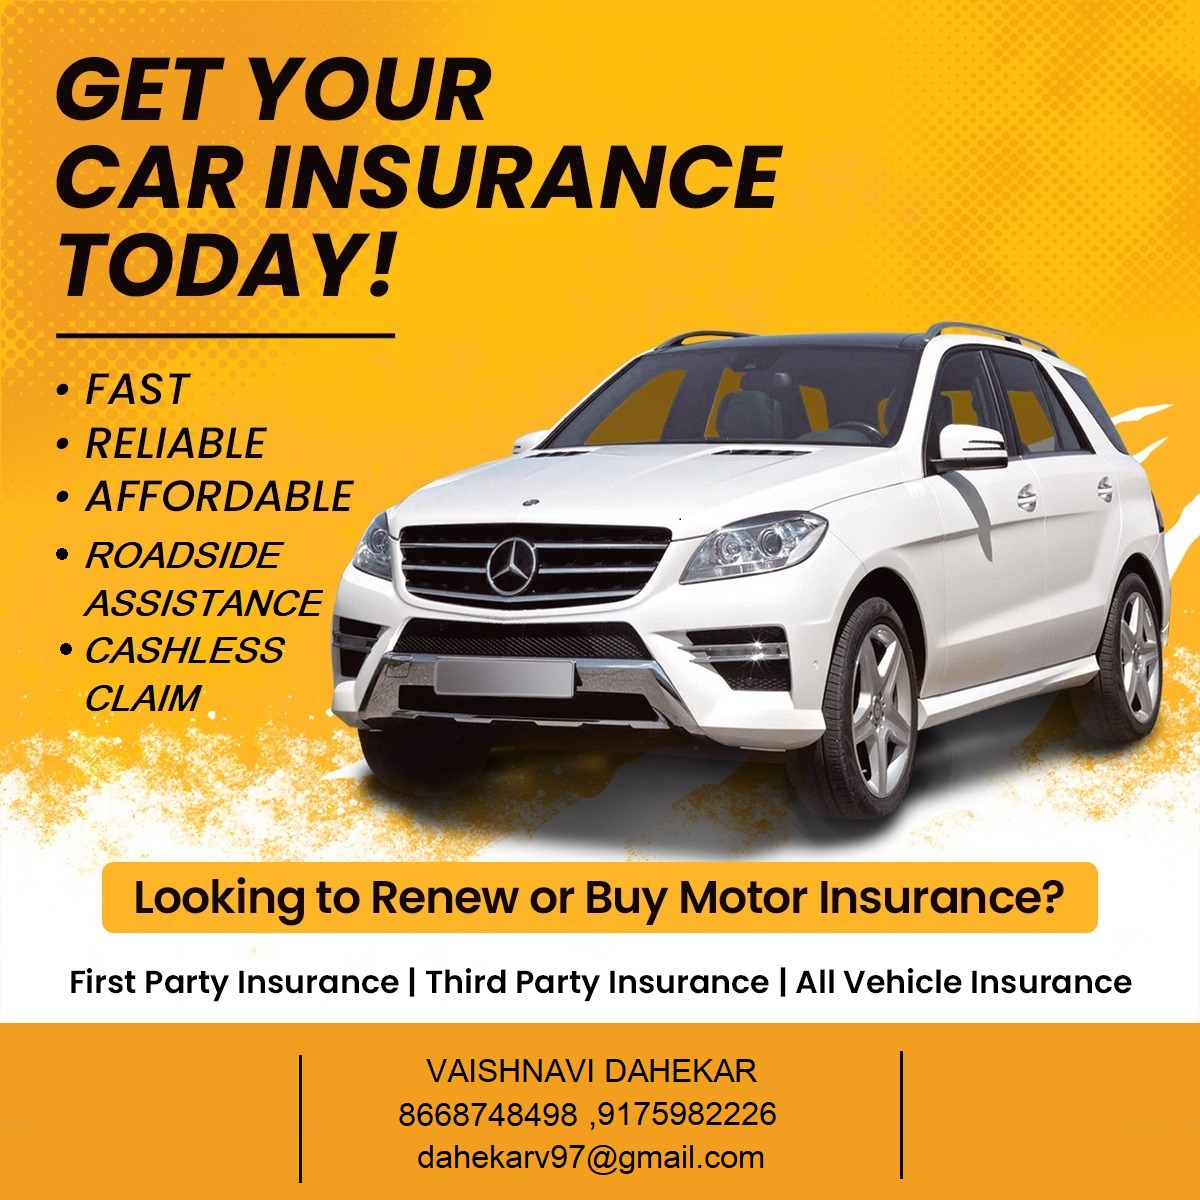 GET YOUR
CAR INSURANCE
TODAY!
• FAST
• RELIABLE
• AFFORDABLE
• ROADSIDE
ASSISTANCE
• CASHLESS
CLAIM
Looking to Renew or Buy Motor Insurance?
First Party Insurance | Third Party Insurance | All Vehicle Insurance
VAISHNAVI DAHEKAR
8668748498 ,9175982226
dahekarv97@gmail.com